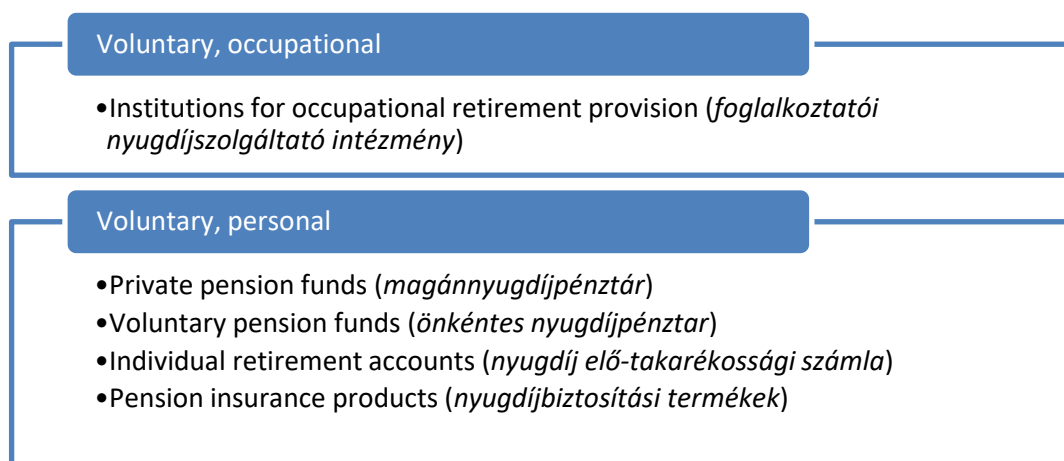 Voluntary, occupational
•Institutions for occupational retirement provision (foglalkoztatói
nyugdíjszolgáltató intézmény)
Voluntary, personal
•Private pension funds (magánnyugdíjpénztár)
•Voluntary pension funds (önkéntes nyugdíjpénztar)
•Individual retirement accounts (nyugdíj elő-takarékossági számla)
•Pension insurance products (nyugdíjbiztosítási termékek)